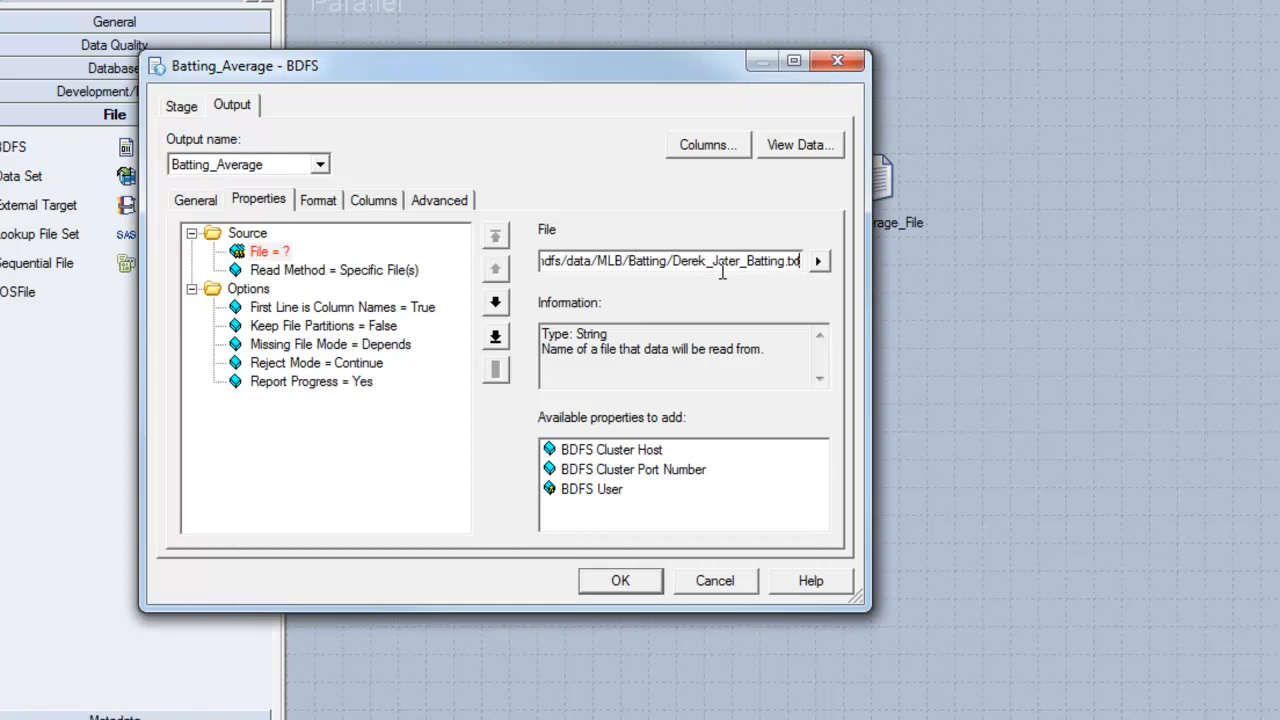 Parallel
General
Data Quality
Database
Development/
File
BDFS
Data Set
External Target
Lookup File Set
SAS
Sequential File
OSFile
Batting_Average - BDFS
Stage
Output
Output name:
Batting_Average
Columns...
View Data...
General
Properties
Format
Columns
Advanced
Source
File = ?
Read Method = Specific File(s)
Options
First Line is Column Names = True
Keep File Partitions = False
Missing File Mode = Depends
Reject Mode = Continue
Report Progress = Yes
File
hdfs/data/MLB/Batting/Derek_Jeter_Batting.txt
Information:
Type: String
Name of a file that data will be read from.
Available properties to add:
BDFS Cluster Host
BDFS Cluster Port Number
BDFS User
OK
Cancel
Help
rage_File
Metadata